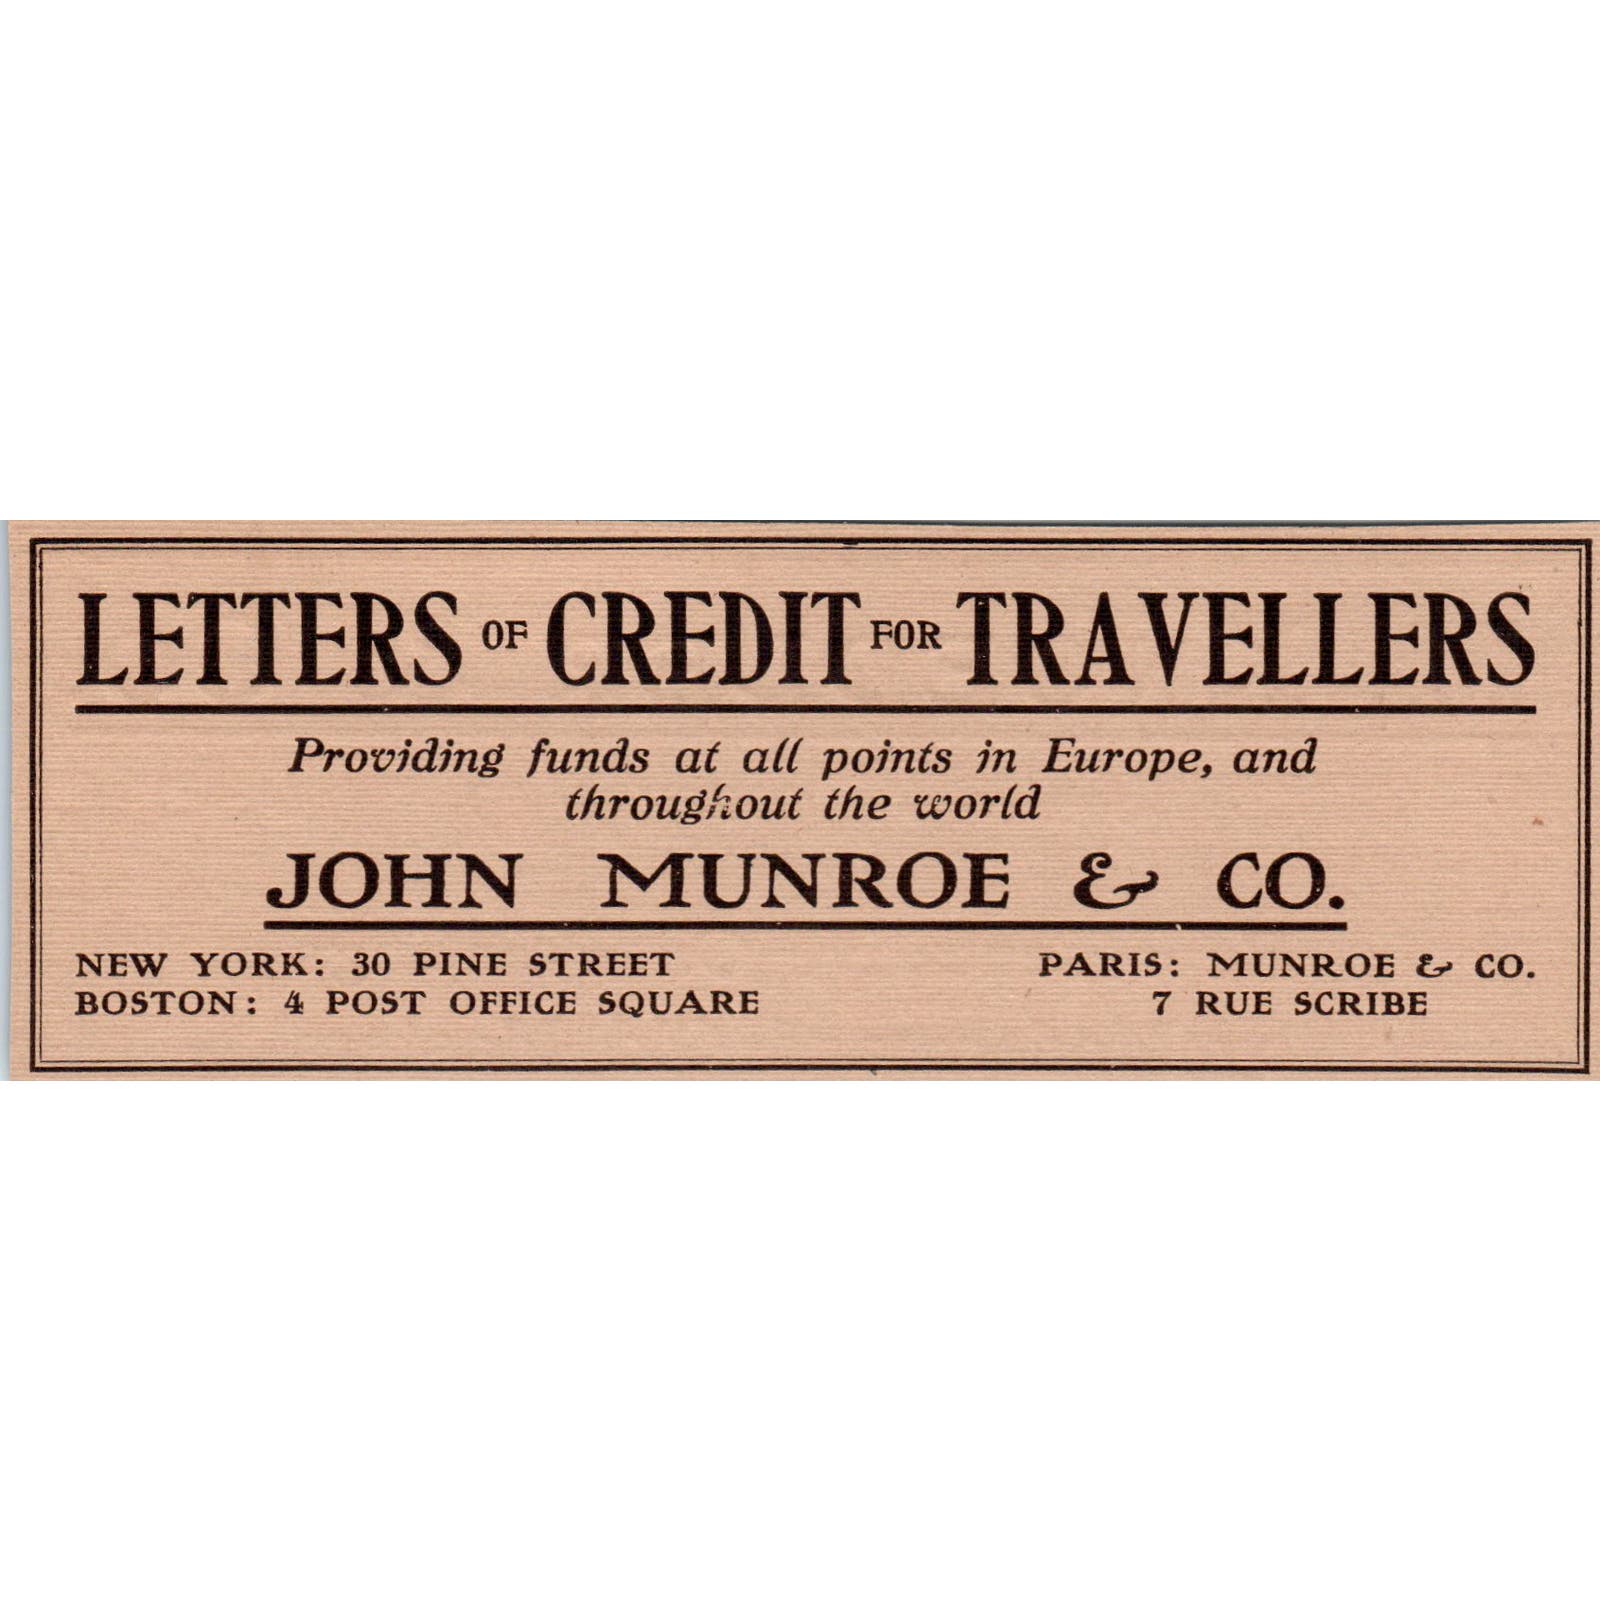 LETTERS OF CREDIT FOR TRAVELLERS
Providing funds at all points in Europe, and
throughout the world
JOHN MUNROE & CO.
NEW YORK: 30 PINE STREET
BOSTON: 4 POST OFFICE SQUARE
PARIS: MUNROE & CO.
7 RUE SCRIBE